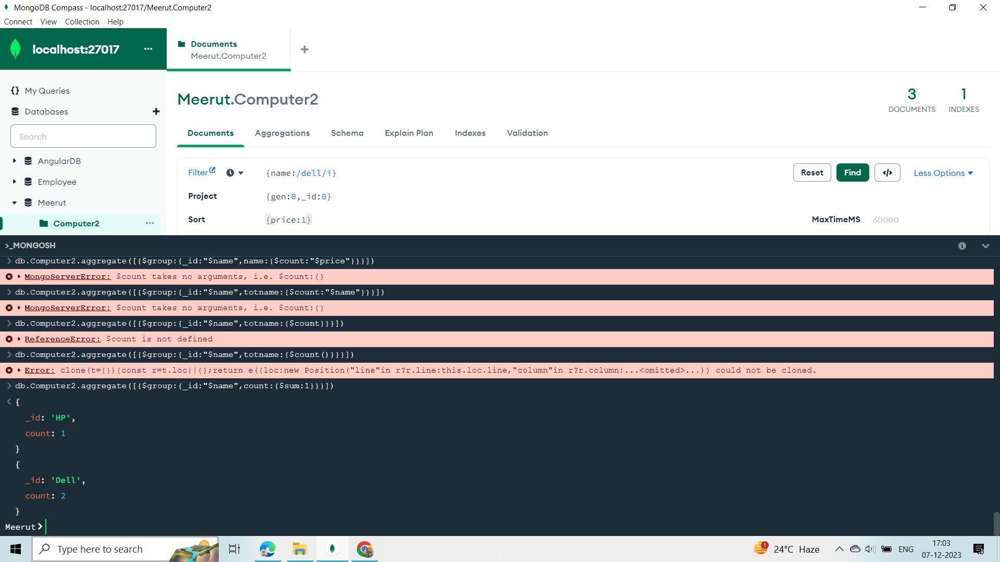 MongoDB Compass - localhost:27017/Meerut.Computer2
Connect View Collection Help
localhost:27017 ...
Documents
Meerut.Computer2
{} My Queries
Databases
Search
AngularDB
Employee
Meerut
Computer2
Meerut.Computer2
3
DOCUMENTS
1
INDEXES
Documents Aggregations Schema Explain Plan Indexes Validation
Filter {name:/dell/i} Reset Find </> Less Options
Project {gen:0,_id:0}
Sort {price:1} MaxTimeMS 60000
>_MONGOSH
db.Computer2.aggregate([{$group:{_id:"$name",name:{$count:"$price"}}}])
MongoServerError: $count takes no arguments, i.e. $count:{}
db.Computer2.aggregate([{$group:{_id:"$name",totname:{$count:"$name"}}}])
MongoServerError: $count takes no arguments, i.e. $count:{}
db.Computer2.aggregate([{$group:{_id:"$name",totname:{$count}}}])
ReferenceError: $count is not defined
db.Computer2.aggregate([{$group:{_id:"$name",totname:{$count()}}}])
Error: clone(t={}){const r=t.loc||{};return e({loc:new Position("line"in r?r.line:this.loc.line,"column"in r?r.column:...<omitted>...)} could not be cloned.
db.Computer2.aggregate([{$group:{_id:"$name",count:{$sum:1}}}])
{
_id: 'HP',
count: 1
}
{
_id: 'Dell',
count: 2
}
Meerut>
Type here to search
1
24°C Haze
ENG
17:03
07-12-2023